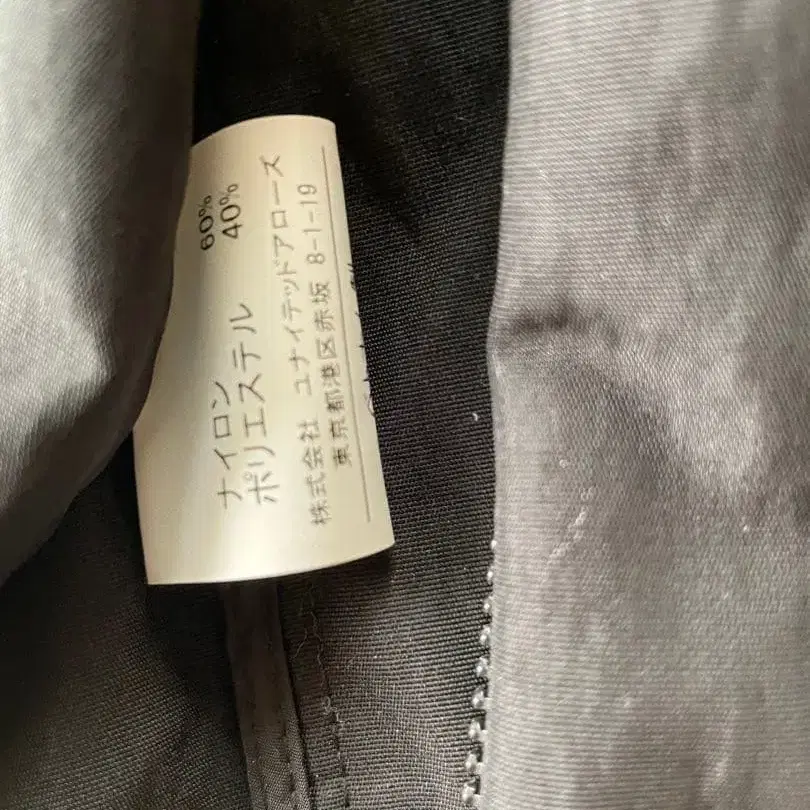 ナイロン 60%
ポリエステル 40%
株式会社 ユナイテッドアローズ
東京都港区赤坂 8-1-19